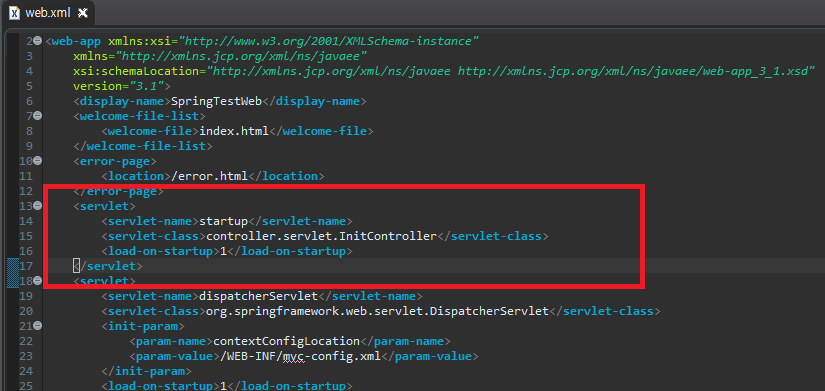 web.xml
2 <web-app xmlns:xsi="http://www.w3.org/2001/XMLSchema-instance"
3 xmlns="http://xmlns.jcp.org/xml/ns/javaee"
4 xsi:schemaLocation="http://xmlns.jcp.org/xml/ns/javaee http://xmlns.jcp.org/xml/ns/javaee/web-app_3_1.xsd"
5 version="3.1">
6 <display-name>SpringTestWeb</display-name>
7 <welcome-file-list>
8 <welcome-file>index.html</welcome-file>
9 </welcome-file-list>
10 <error-page>
11 <location>/error.html</location>
12 </error-page>
13 <servlet>
14 <servlet-name>startup</servlet-name>
15 <servlet-class>controller.servlet.InitController</servlet-class>
16 <load-on-startup>1</load-on-startup>
17 </servlet>
18 <servlet>
19 <servlet-name>dispatcherServlet</servlet-name>
20 <servlet-class>org.springframework.web.servlet.DispatcherServlet</servlet-class>
21 <init-param>
22 <param-name>contextConfigLocation</param-name>
23 <param-value>/WEB-INF/mvc-config.xml</param-value>
24 </init-param>
25 <load-on-startup>1</load-on-startup>